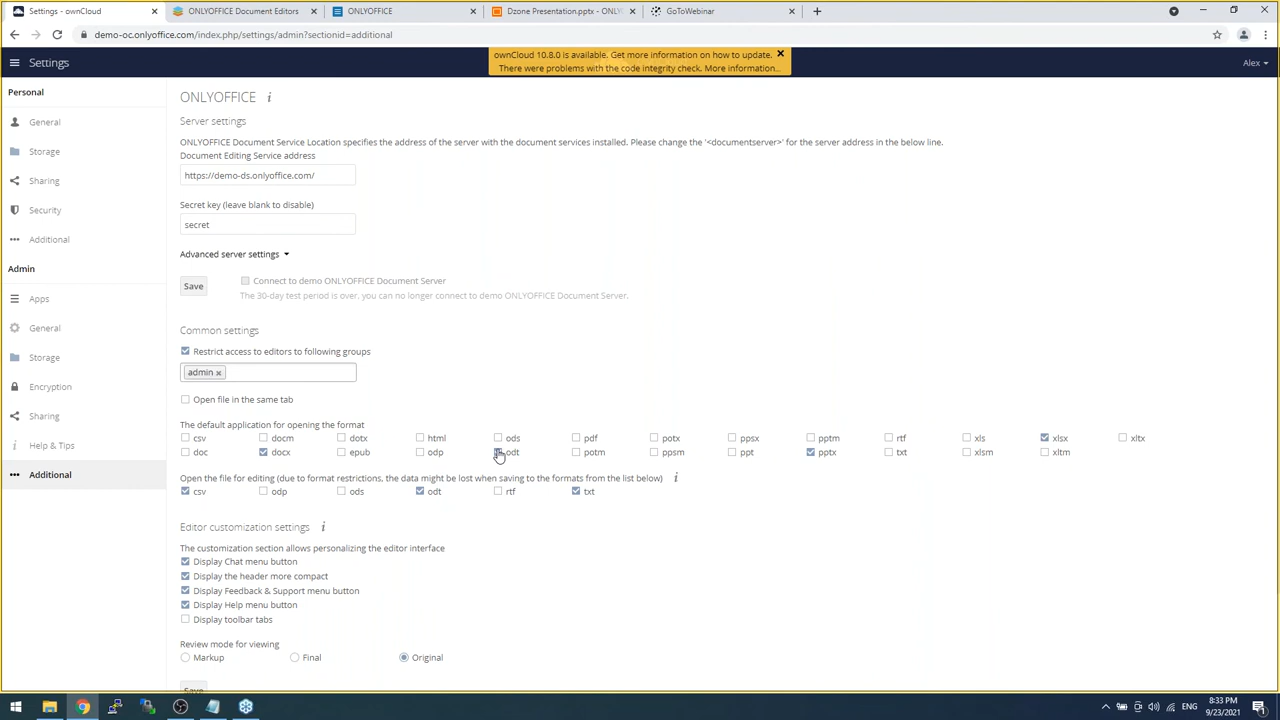 Settings - ownCloud
ONLYOFFICE Document Editors
ONLYOFFICE
Dzone Presentation.pptx - ONLY
GoToWebinar
demo-oc.onlyoffice.com/index.php/settings/admin?sectionid=additional
Settings
ownCloud 10.8.0 is available. Get more information on how to update.
There were problems with the code integrity check. More information...
Alex
Personal
General
Storage
Sharing
Security
Additional
Admin
Apps
General
Storage
Encryption
Sharing
Help & Tips
Additional
ONLYOFFICE
Server settings
ONLYOFFICE Document Service Location specifies the address of the server with the document services installed. Please change the '<documentserver>' for the server address in the below line.
Document Editing Service address
https://demo-ds.onlyoffice.com/
Secret key (leave blank to disable)
secret
Advanced server settings
Save
Connect to demo ONLYOFFICE Document Server
The 30-day test period is over, you can no longer connect to demo ONLYOFFICE Document Server.
Common settings
Restrict access to editors to following groups
admin ×
Open file in the same tab
The default application for opening the format
csv docm dotx html ods pdf potx ppsx pptm rtf xls xlsx xltx
doc docx epub odp odt potm ppsm ppt pptx txt xlsm xltm
Open the file for editing (due to format restrictions, the data might be lost when saving to the formats from the list below)
csv odp ods odt rtf txt
Editor customization settings
The customization section allows personalizing the editor interface
Display Chat menu button
Display the header more compact
Display Feedback & Support menu button
Display Help menu button
Display toolbar tabs
Review mode for viewing
Markup Final Original
Save
8:33 PM
9/23/2021